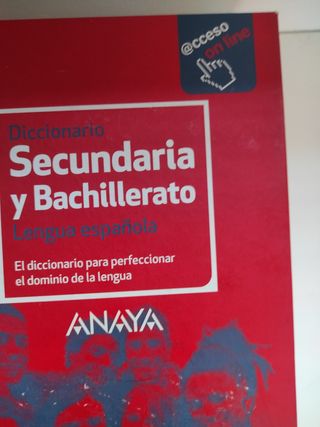 @cceso
on line
Diccionario
Secundaria
y Bachillerato
Lengua española
El diccionario para perfeccionar
el dominio de la lengua
ANAYA